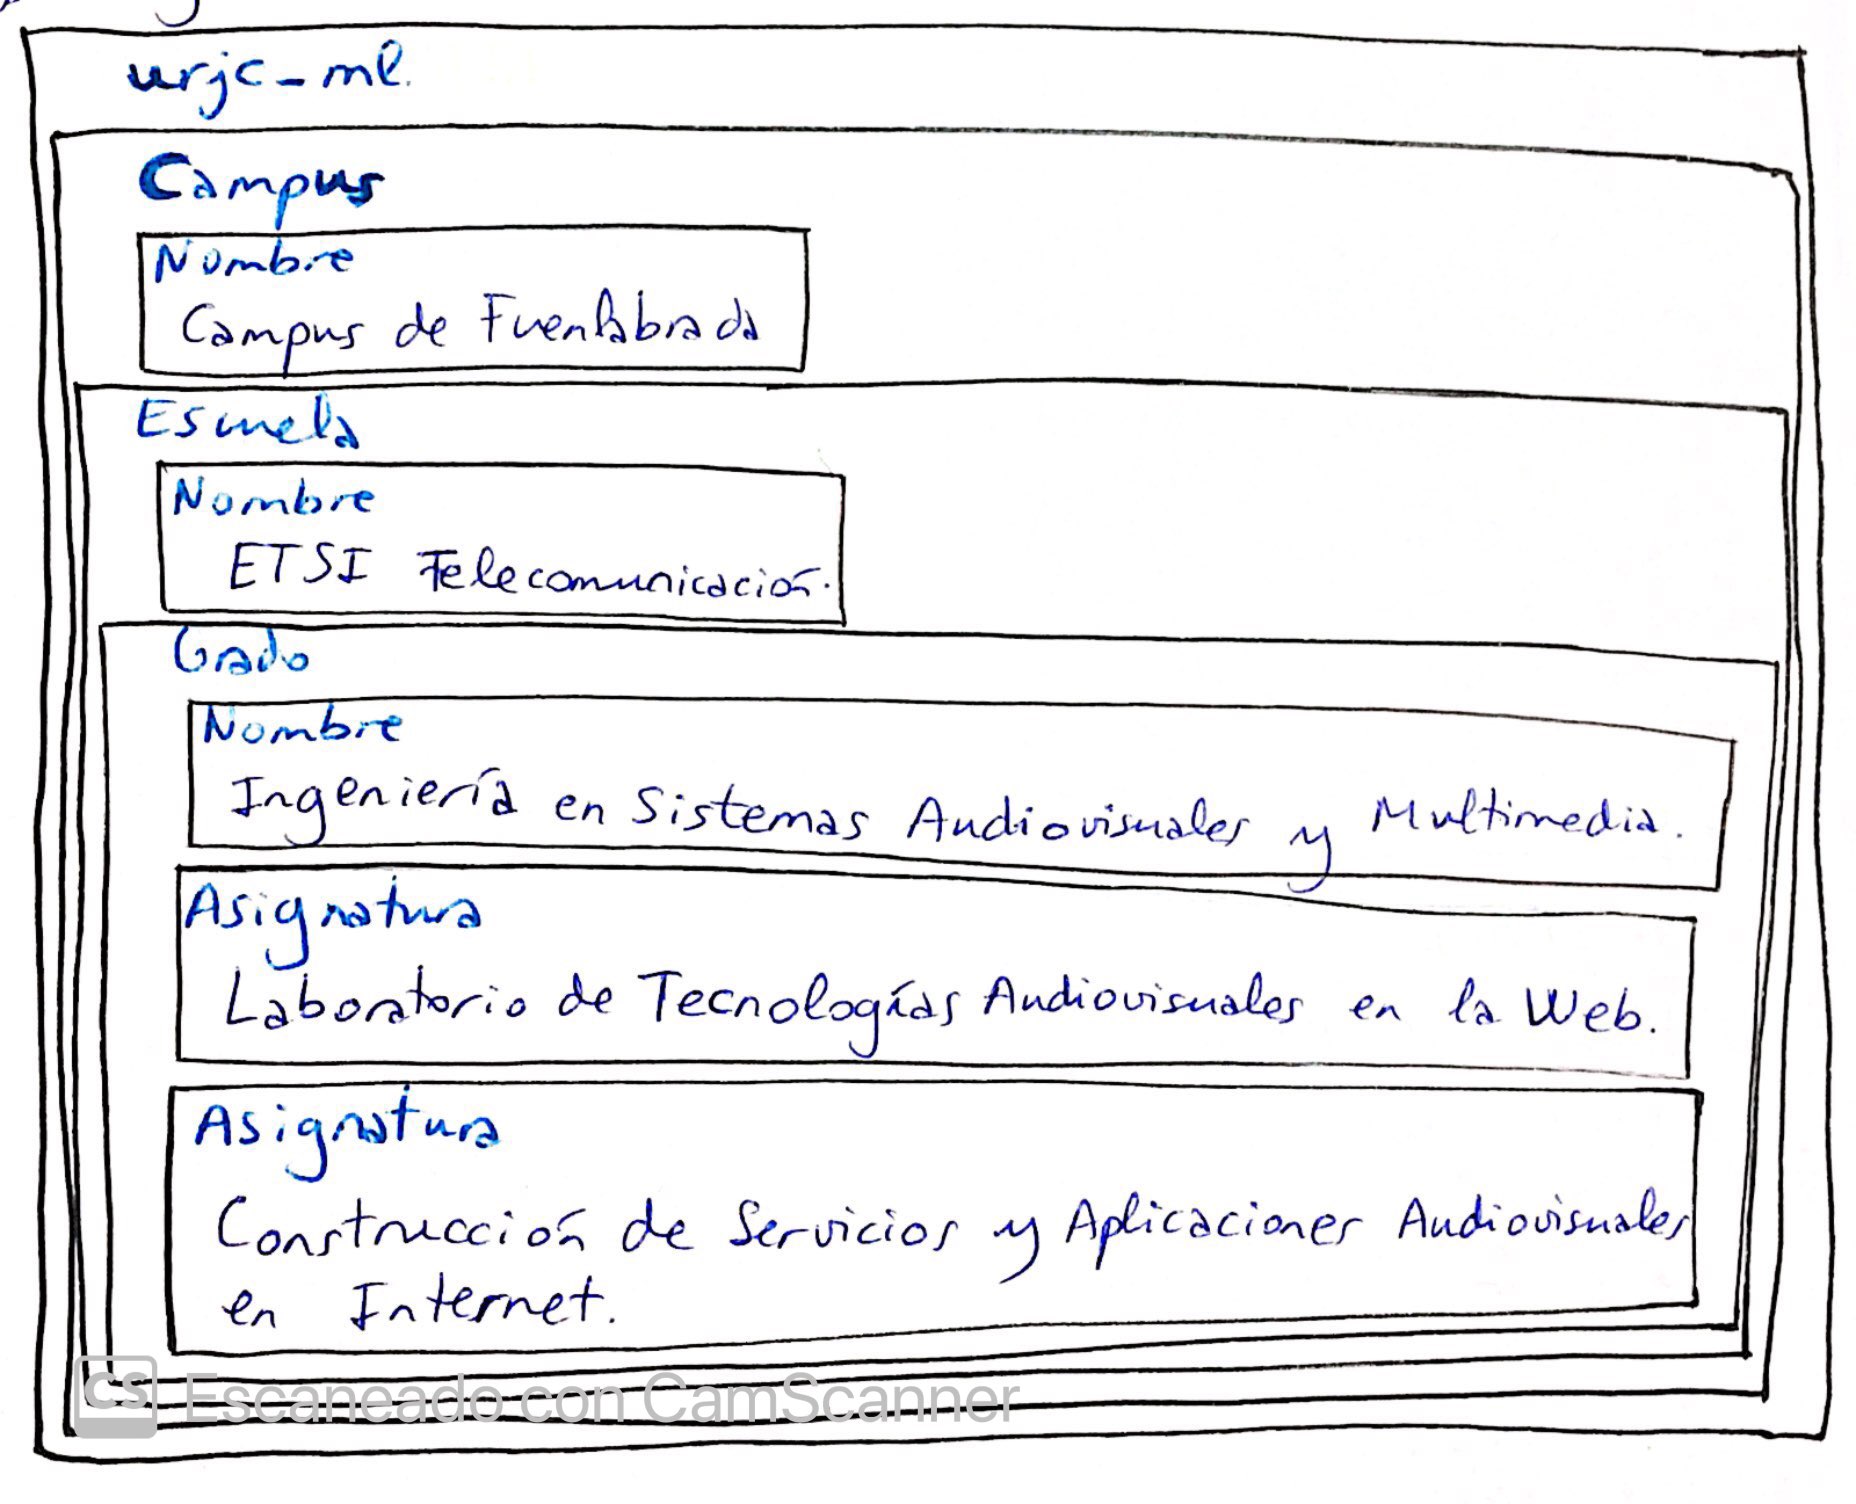 urjc-ml.
Campus
Nombre
Campus de Fuenlabrada
Escuela
Nombre
ETSI Telecomunicación.
Grado
Nombre
Ingeniería en Sistemas Audiovisuales y Multimedia.
Asignatura
Laboratorio de Tecnologías Audiovisuales en la Web.
Asignatura
Construcción de Servicios y Aplicaciones Audiovisuales
en Internet.
CS Escaneado con CamScanner